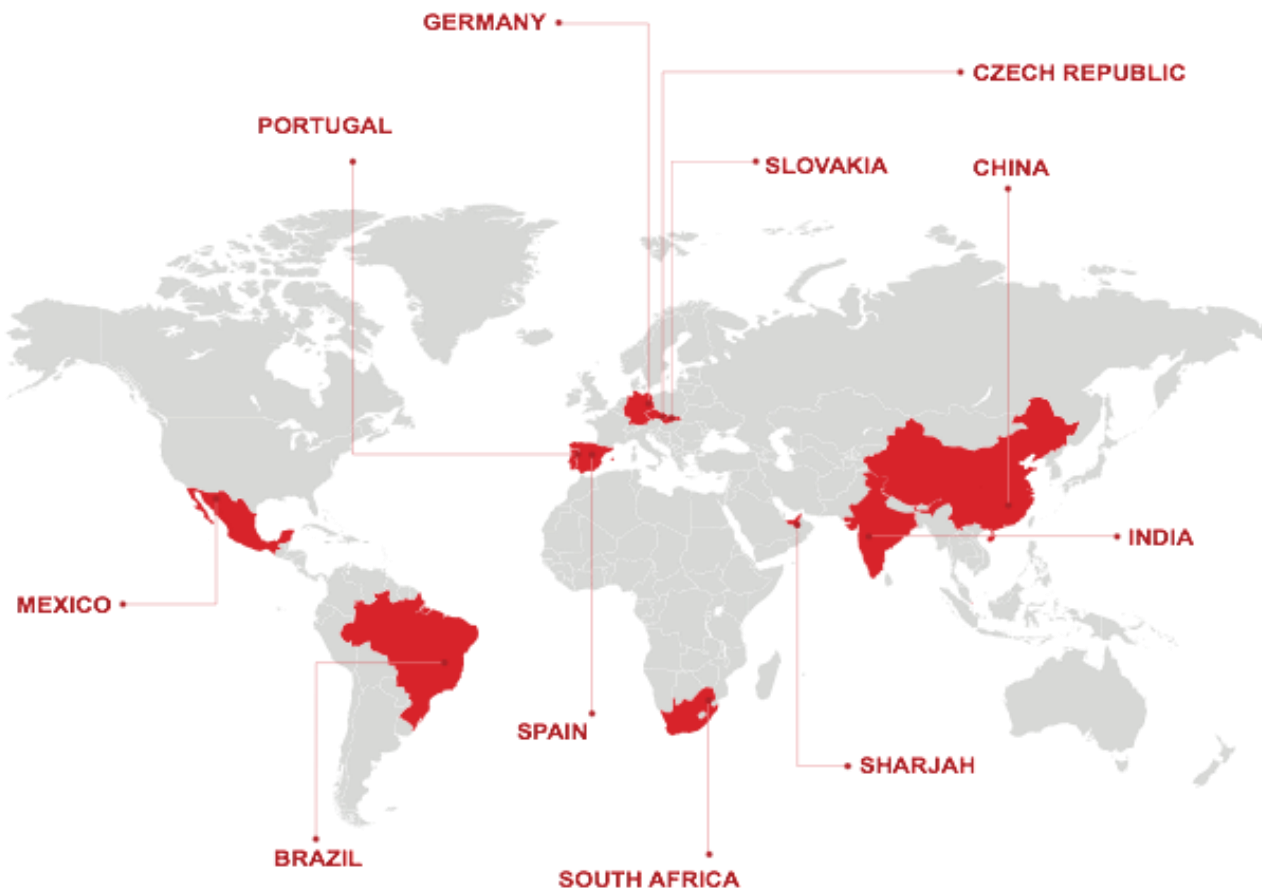 GERMANY
CZECH REPUBLIC
PORTUGAL
SLOVAKIA
CHINA
INDIA
MEXICO
SPAIN
SHARJAH
BRAZIL
SOUTH AFRICA